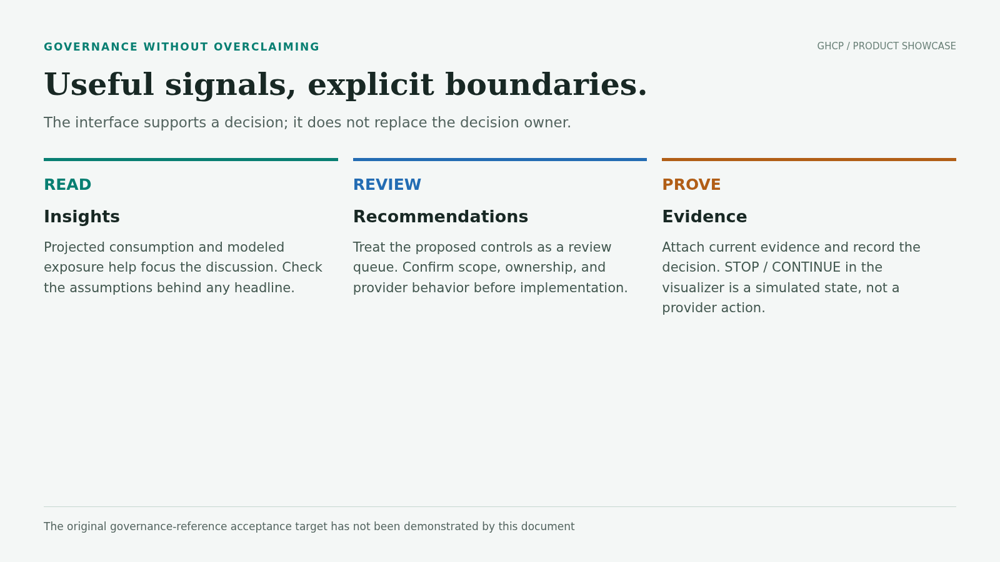 GOVERNANCE WITHOUT OVERCLAIMING
GHCP / PRODUCT SHOWCASE
Useful signals, explicit boundaries.
The interface supports a decision; it does not replace the decision owner.
READ
Insights
Projected consumption and modeled
exposure help focus the discussion. Check
the assumptions behind any headline.
REVIEW
Recommendations
Treat the proposed controls as a review
queue. Confirm scope, ownership, and
provider behavior before implementation.
PROVE
Evidence
Attach current evidence and record the
decision. STOP / CONTINUE in the
visualizer is a simulated state, not a
provider action.
The original governance-reference acceptance target has not been demonstrated by this document